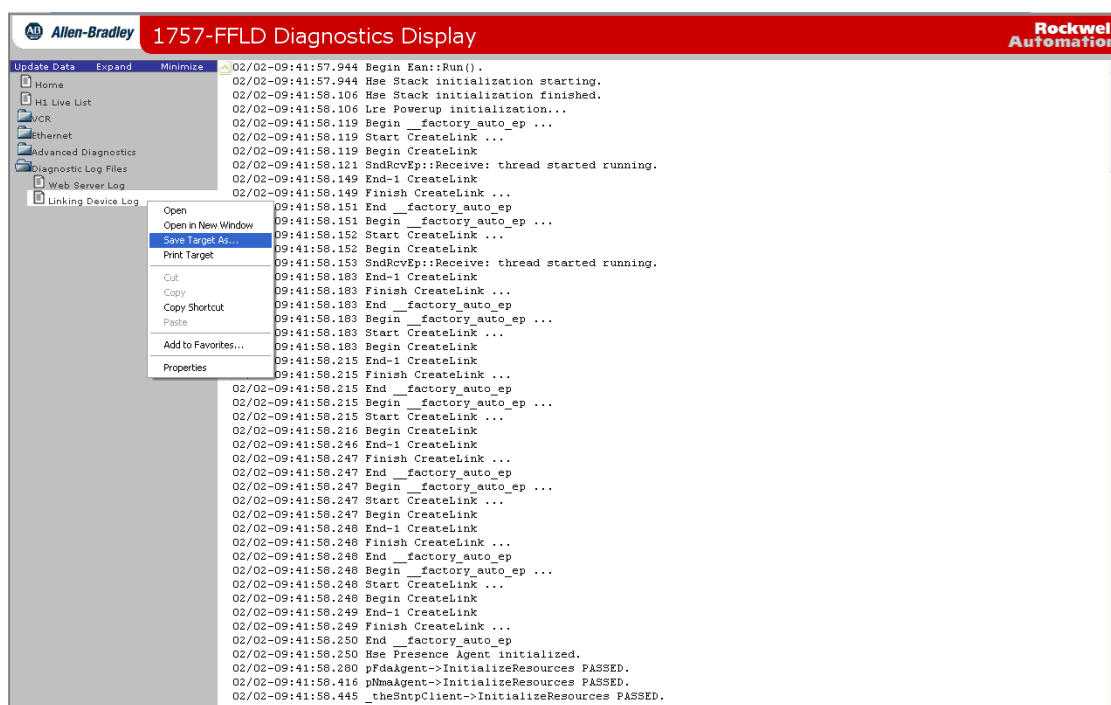 Allen-Bradley
1757-FFLD Diagnostics Display
Rockwel
Automation
Update Data Expand Minimize
Home
H1 Live List
VCR
Ethernet
Advanced Diagnostics
Diagnostic Log Files
Web Server Log
Linking Device Log
Open
Open in New Window
Save Target As...
Print Target
Cut
Copy
Copy Shortcut
Paste
Add to Favorites...
Properties
02/02-09:41:57.944 Begin Ean::Run().
02/02-09:41:57.944 Hse Stack initialization starting.
02/02-09:41:58.106 Hse Stack initialization finished.
02/02-09:41:58.106 Lre Powerup initialization...
02/02-09:41:58.119 Begin __factory_auto_ep ...
02/02-09:41:58.119 Start CreateLink ...
02/02-09:41:58.119 Begin CreateLink
02/02-09:41:58.121 SndRcvEp::Receive: thread started running.
02/02-09:41:58.149 End-1 CreateLink
02/02-09:41:58.149 Finish CreateLink ...
09:41:58.151 End __factory_auto_ep
09:41:58.151 Begin __factory_auto_ep ...
09:41:58.152 Start CreateLink ...
09:41:58.152 Begin CreateLink
09:41:58.153 SndRcvEp::Receive: thread started running.
09:41:58.183 End-1 CreateLink
09:41:58.183 Finish CreateLink ...
09:41:58.183 End __factory_auto_ep
09:41:58.183 Begin __factory_auto_ep ...
09:41:58.183 Start CreateLink ...
09:41:58.183 Begin CreateLink
09:41:58.215 End-1 CreateLink
09:41:58.215 Finish CreateLink ...
02/02-09:41:58.215 End __factory_auto_ep
02/02-09:41:58.215 Begin __factory_auto_ep ...
02/02-09:41:58.215 Start CreateLink ...
02/02-09:41:58.216 Begin CreateLink
02/02-09:41:58.246 End-1 CreateLink
02/02-09:41:58.247 Finish CreateLink ...
02/02-09:41:58.247 End __factory_auto_ep
02/02-09:41:58.247 Begin __factory_auto_ep ...
02/02-09:41:58.247 Start CreateLink ...
02/02-09:41:58.247 Begin CreateLink
02/02-09:41:58.248 End-1 CreateLink
02/02-09:41:58.248 Finish CreateLink ...
02/02-09:41:58.248 End __factory_auto_ep
02/02-09:41:58.248 Begin __factory_auto_ep ...
02/02-09:41:58.248 Start CreateLink ...
02/02-09:41:58.248 Begin CreateLink
02/02-09:41:58.249 End-1 CreateLink
02/02-09:41:58.249 Finish CreateLink ...
02/02-09:41:58.250 End __factory_auto_ep
02/02-09:41:58.250 Hse Presence Agent initialized.
02/02-09:41:58.280 pFdaAgent->InitializeResources PASSED.
02/02-09:41:58.416 pNmaAgent->InitializeResources PASSED.
02/02-09:41:58.445 _theSntpClient->InitializeResources PASSED.